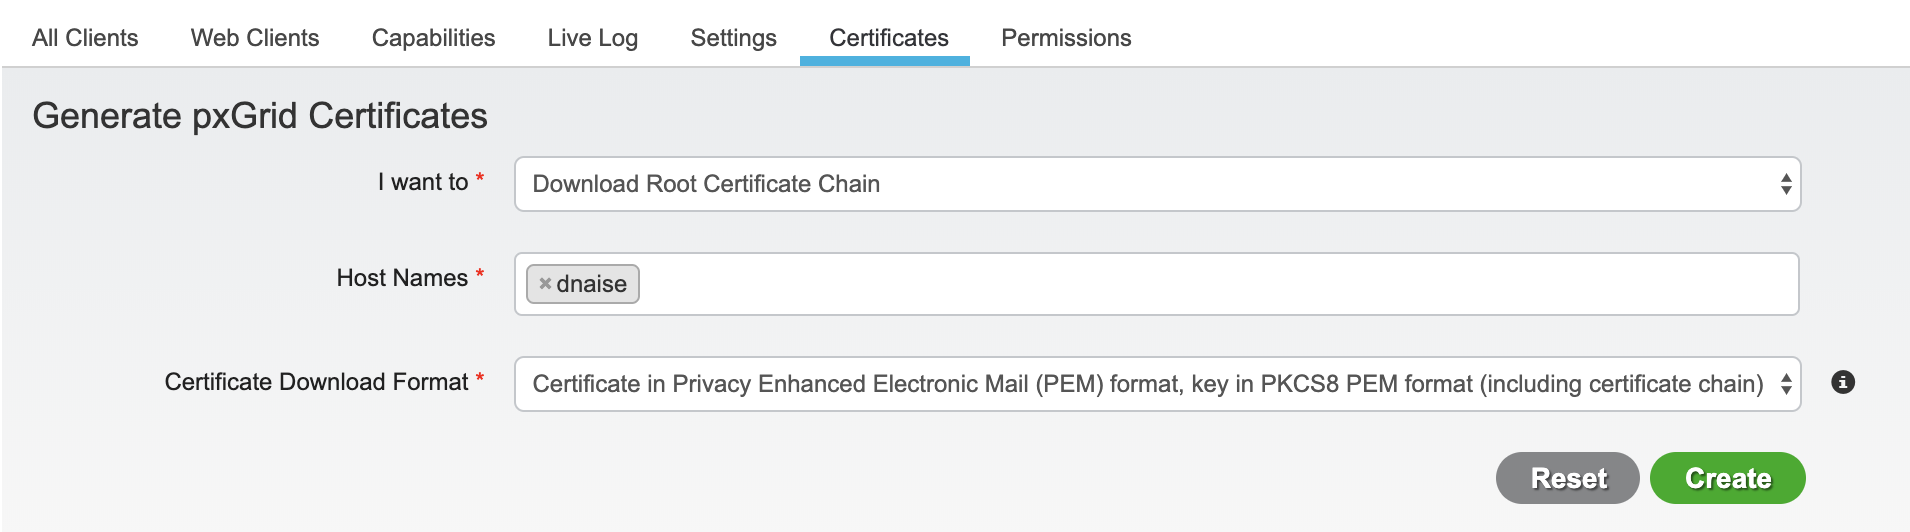 All Clients Web Clients Capabilities Live Log Settings Certificates Permissions
Generate pxGrid Certificates
I want to * Download Root Certificate Chain
Host Names * × dnaise
Certificate Download Format * Certificate in Privacy Enhanced Electronic Mail (PEM) format, key in PKCS8 PEM format (including certificate chain)
Reset Create